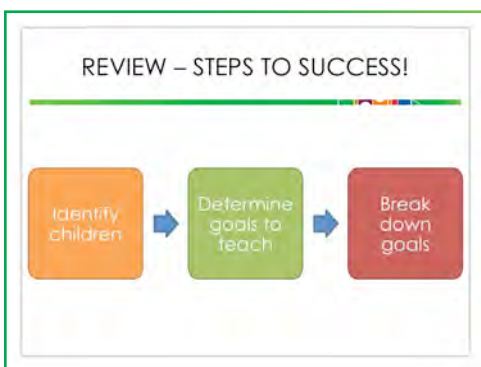 REVIEW – STEPS TO SUCCESS!
Identify
children
Determine
goals to
teach
Break
down
goals